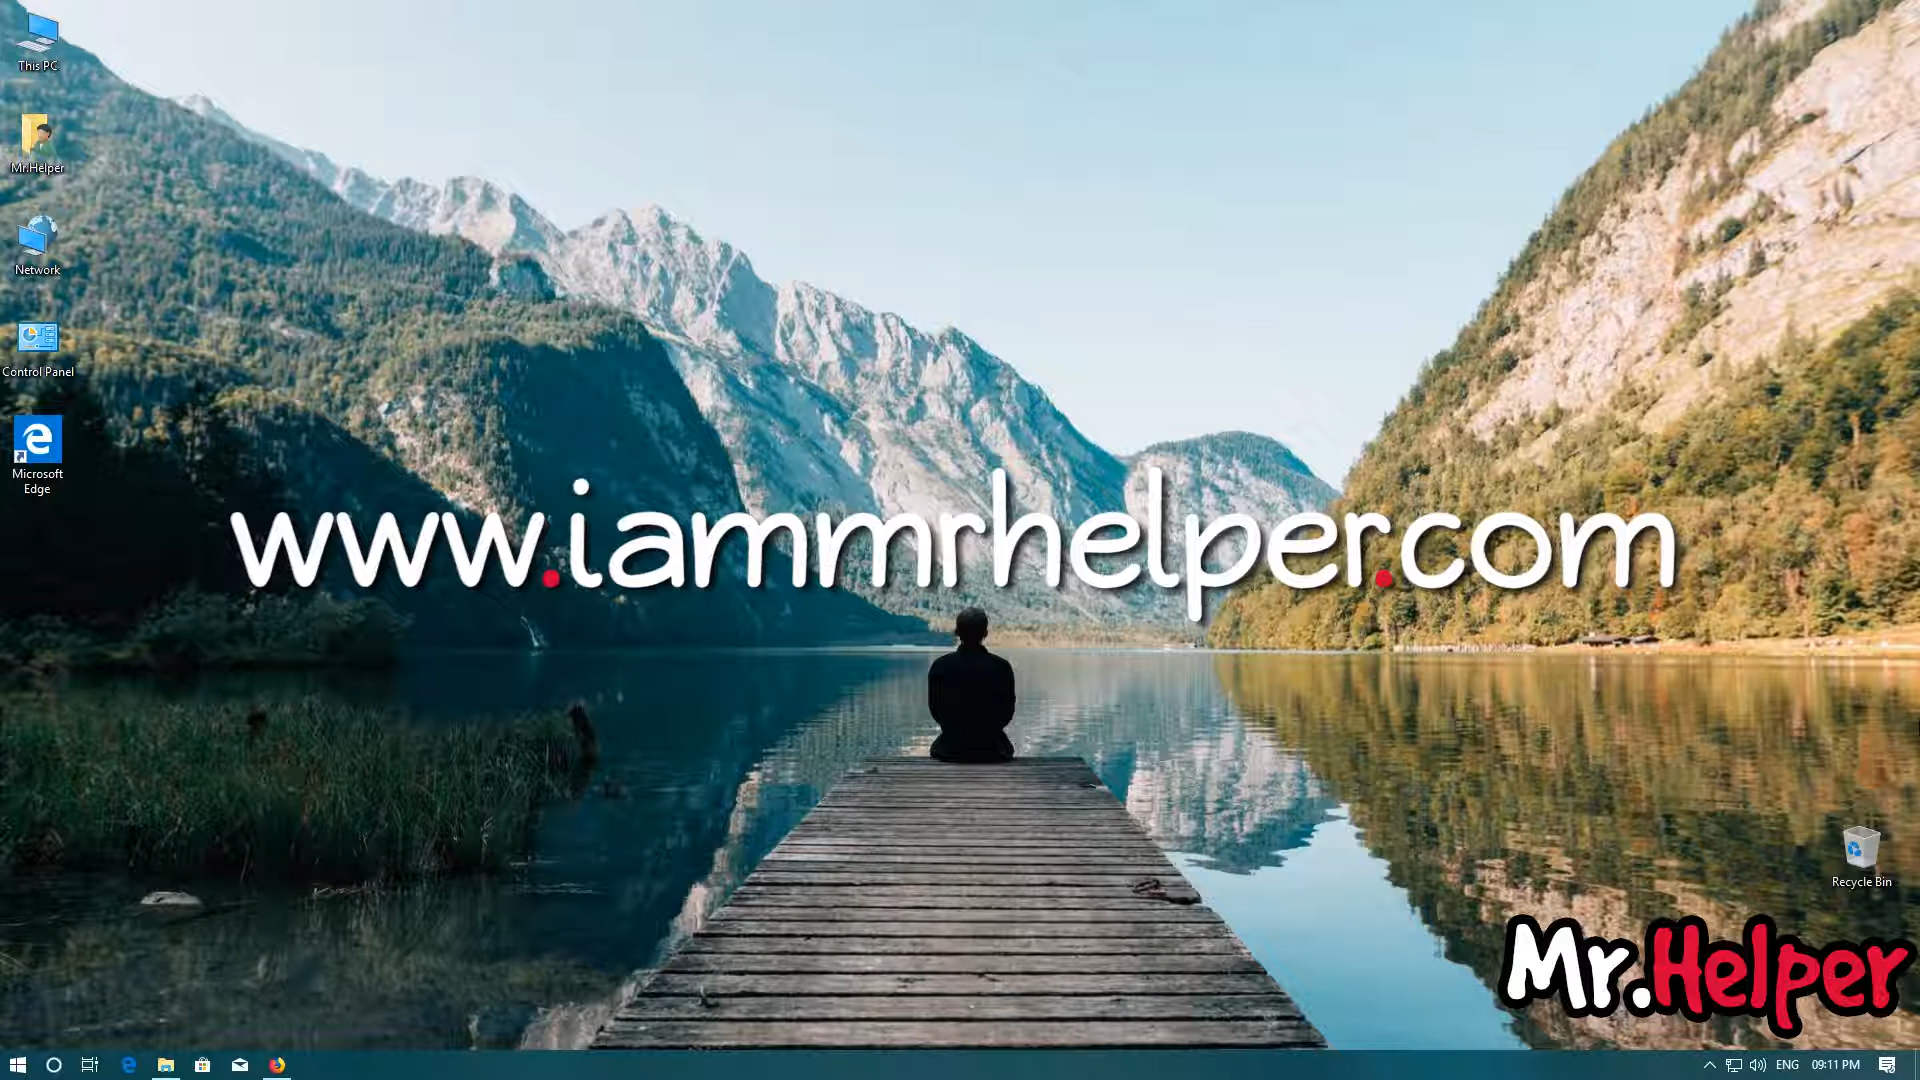 This PC
Mr.Helper
Network
Control Panel
Microsoft
Edge
www.iammrhelper.com
Recycle Bin
Mr.Helper
ENG 09:11 PM